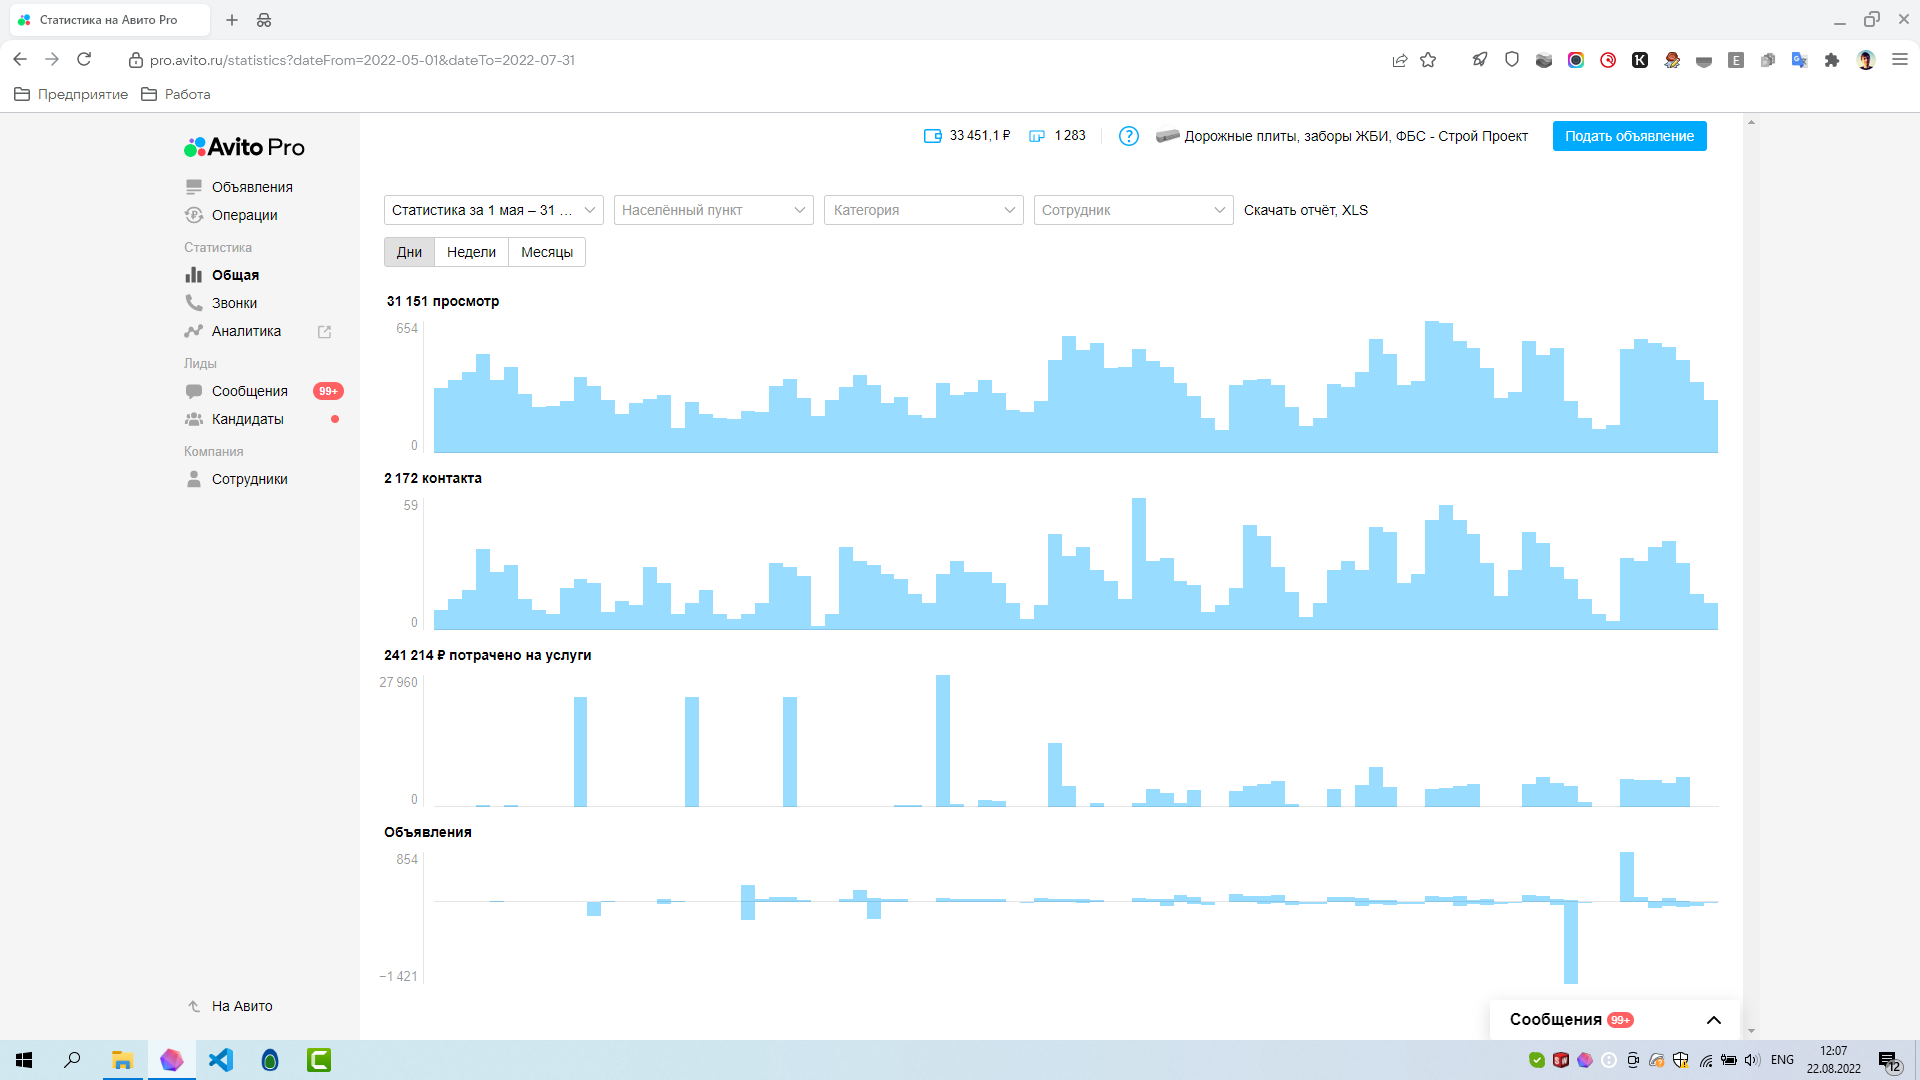 Статистика на Авито Pro
pro.avito.ru/statistics?dateFrom=2022-05-01&dateTo=2022-07-31
Предприятие
Работа
Avito Pro
33 451,1 ₽
1 283
Дорожные плиты, заборы ЖБИ, ФБС - Строй Проект
Подать объявление
Объявления
Операции
Статистика
Общая
Звонки
Аналитика
Лиды
Сообщения 99+
Кандидаты
Компания
Сотрудники
На Авито
Статистика за 1 мая – 31 ...
Населённый пункт
Категория
Сотрудник
Скачать отчёт, XLS
Дни
Недели
Месяцы
31 151 просмотр
654
0
2 172 контакта
59
0
241 214 ₽ потрачено на услуги
27 960
0
Объявления
854
−1 421
Сообщения 99+
ENG
12:07
22.08.2022
12